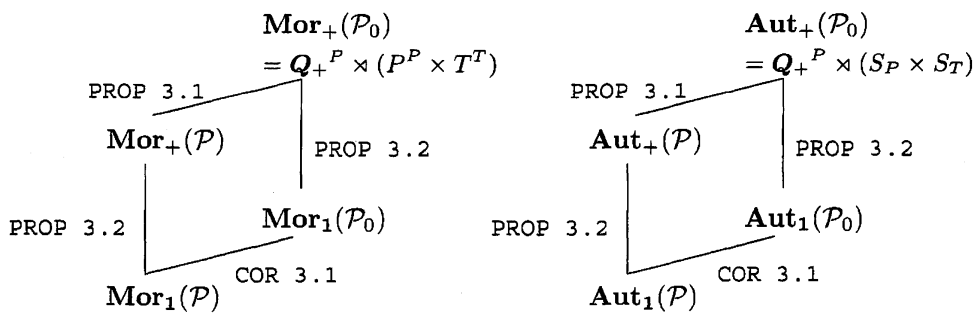 Mor₊(𝒫₀)
= Q₊ᴾ ⋊ (Pᴾ × Tᵀ)
PROP 3.1
Mor₊(𝒫)
PROP 3.2
PROP 3.2
Mor₁(𝒫₀)
COR 3.1
Mor₁(𝒫)
Aut₊(𝒫₀)
= Q₊ᴾ ⋊ (S_P × S_T)
PROP 3.1
Aut₊(𝒫)
PROP 3.2
PROP 3.2
Aut₁(𝒫₀)
COR 3.1
Aut₁(𝒫)